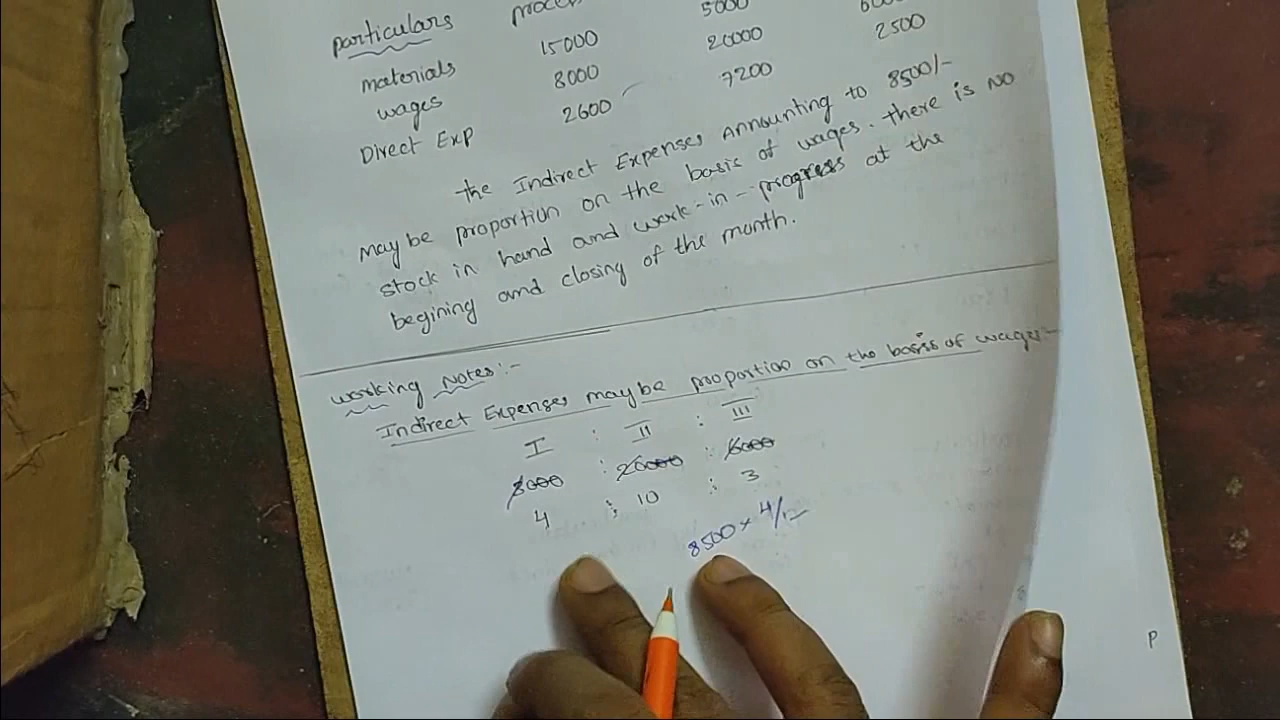 particulars
materials 15000 5000
wages 8000 20000 2500
Direct Exp 2600 7200
the Indirect Expenses Amounting to 8500/-
may be proportion on the basis of wages. there is no
stock in hand and work-in-progress at the
begining and closing of the month.
working Notes:-
Indirect Expenses may be proportion on the basis of wages:-
I : II : III
8000 : 20000 : 6000
4 : 10 : 3
8500 x 4/
P